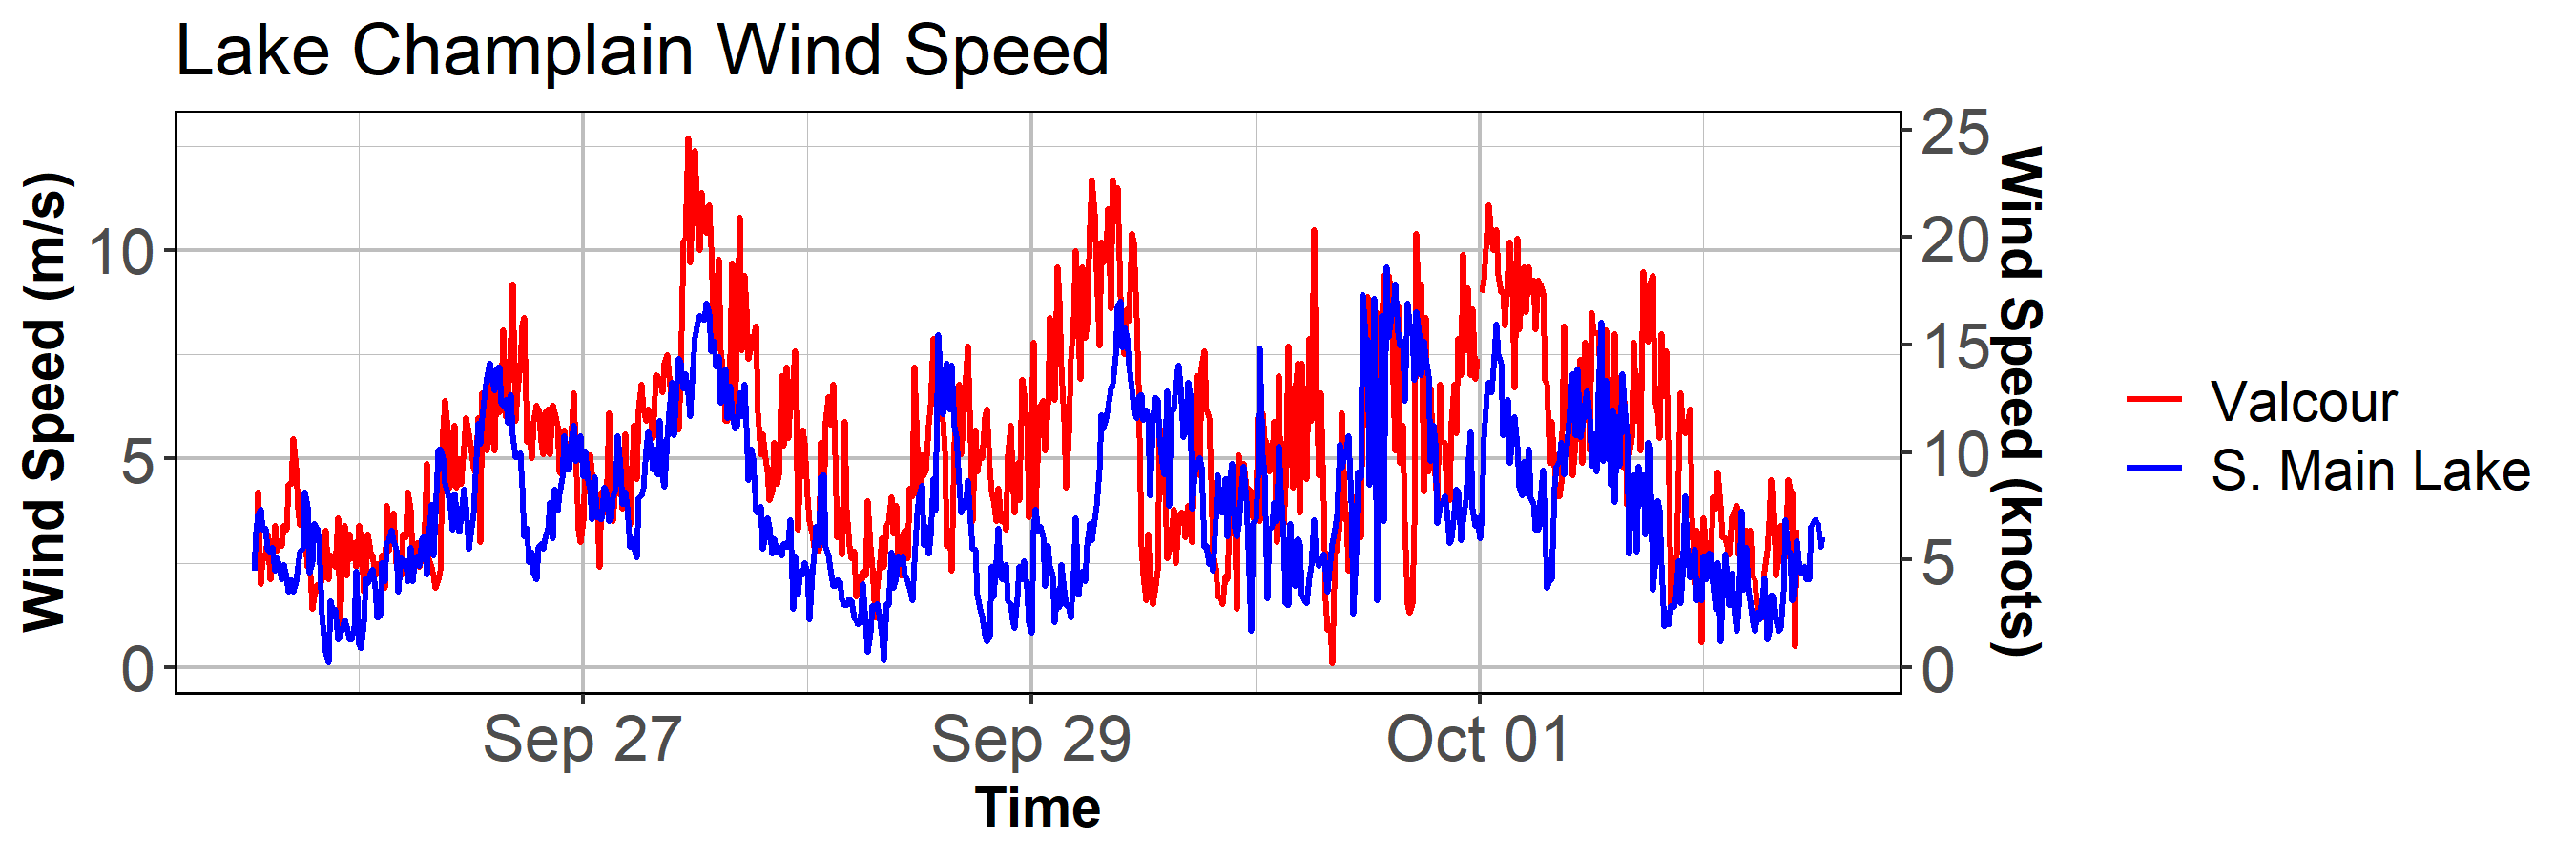 Lake Champlain Wind Speed
Wind Speed (m/s)
10
5
0
25
20
15
10
5
0
Wind Speed (knots)
Sep 27
Sep 29
Oct 01
Time
Valcour
S. Main Lake